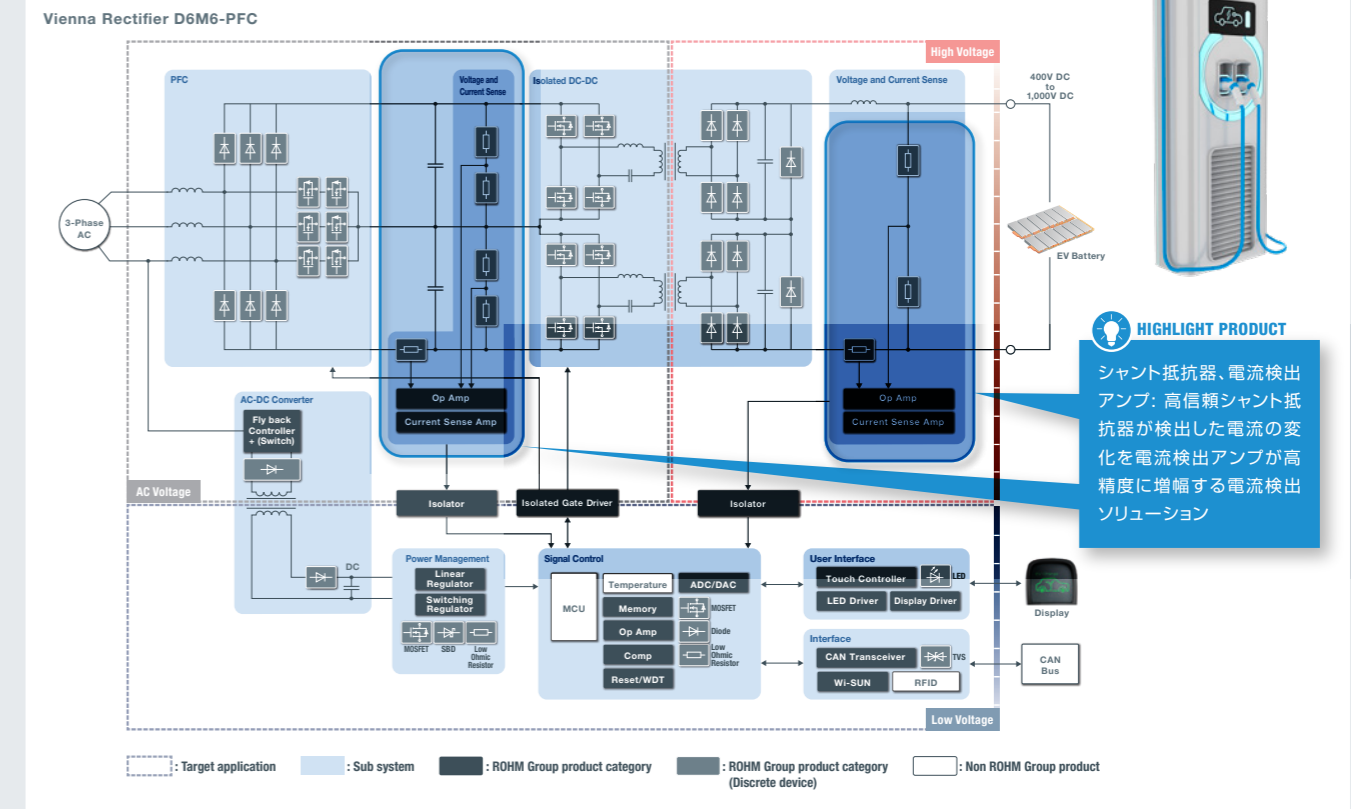 Vienna Rectifier D6M6-PFC
High Voltage
PFC
Voltage and
Current Sense
Isolated DC-DC
Voltage and Current Sense
400V DC
to
1,000V DC
3-Phase
AC
EV Battery
HIGHLIGHT PRODUCT
シャント抵抗器、電流検出
アンプ: 高信頼シャント抵
抗器が検出した電流の変
化を電流検出アンプが高
精度に増幅する電流検出
ソリューション
Op Amp
Current Sense Amp
Op Amp
Current Sense Amp
AC-DC Converter
Fly back
Controller
+ (Switch)
AC Voltage
Isolator
Isolated Gate Driver
Isolator
DC
Power Management
Linear
Regulator
Switching
Regulator
MOSFET
SBD
Low
Ohmic
Resistor
Signal Control
MCU
Temperature
ADC/DAC
Memory
MOSFET
Op Amp
Diode
Comp
Low
Ohmic
Resistor
Reset/WDT
User Interface
Touch Controller
LED
LED Driver
Display Driver
Display
Interface
CAN Transceiver
TVS
Wi-SUN
RFID
CAN
Bus
Low Voltage
: Target application
: Sub system
: ROHM Group product category
: ROHM Group product category
(Discrete device)
: Non ROHM Group product